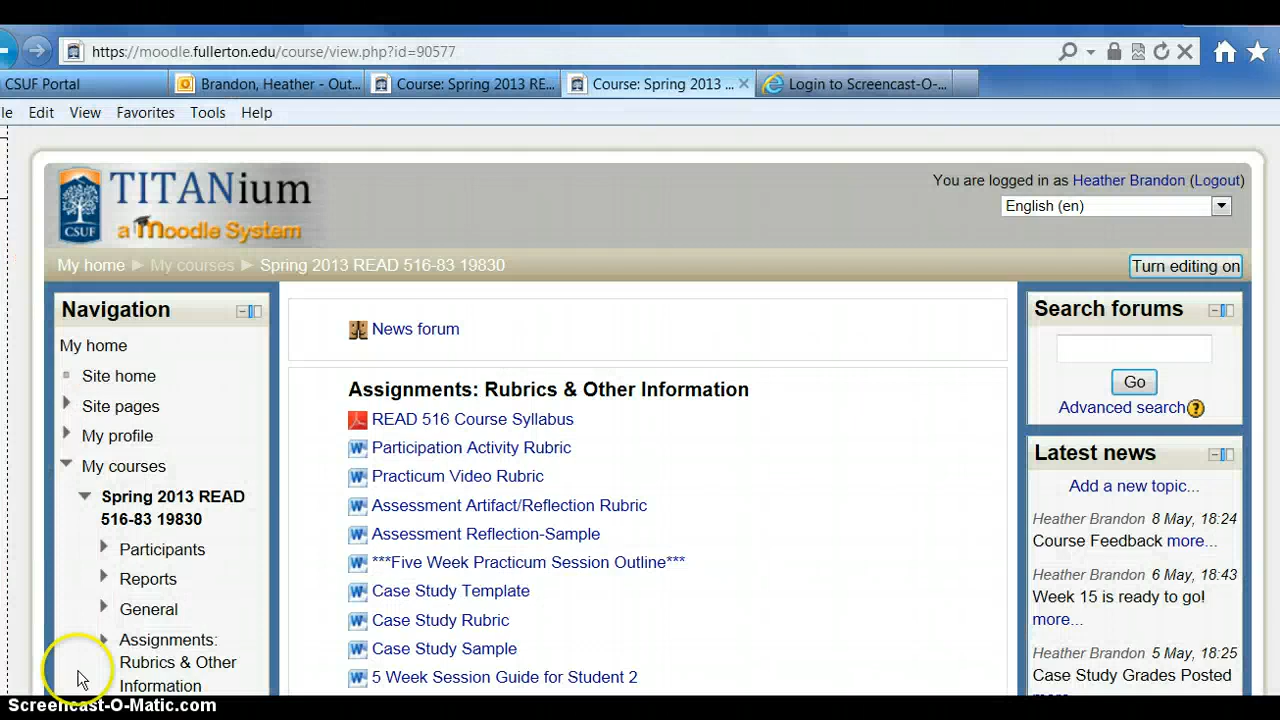 https://moodle.fullerton.edu/course/view.php?id=90577
CSUF Portal
Brandon, Heather - Out...
Course: Spring 2013 RE...
Course: Spring 2013 ...
Login to Screencast-O-...
le Edit View Favorites Tools Help
CSUF
TITANium
a Moodle System
You are logged in as Heather Brandon (Logout)
English (en)
My home My courses Spring 2013 READ 516-83 19830
Turn editing on
Navigation
My home
Site home
Site pages
My profile
My courses
Spring 2013 READ
516-83 19830
Participants
Reports
General
Assignments:
Rubrics & Other
Information
News forum
Assignments: Rubrics & Other Information
READ 516 Course Syllabus
Participation Activity Rubric
Practicum Video Rubric
Assessment Artifact/Reflection Rubric
Assessment Reflection-Sample
***Five Week Practicum Session Outline***
Case Study Template
Case Study Rubric
Case Study Sample
5 Week Session Guide for Student 2
Search forums
Go
Advanced search
Latest news
Add a new topic...
Heather Brandon 8 May, 18:24
Course Feedback more...
Heather Brandon 6 May, 18:43
Week 15 is ready to go!
more...
Heather Brandon 5 May, 18:25
Case Study Grades Posted
Screencast-O-Matic.com